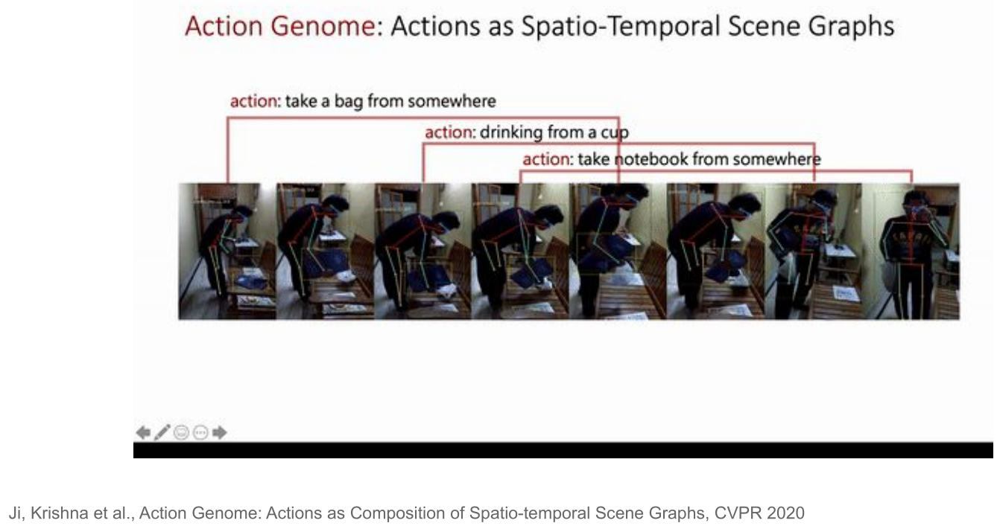 Action Genome: Actions as Spatio-Temporal Scene Graphs
action: take a bag from somewhere
action: drinking from a cup
action: take notebook from somewhere
Ji, Krishna et al., Action Genome: Actions as Composition of Spatio-temporal Scene Graphs, CVPR 2020